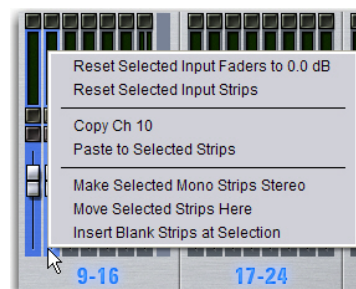 Reset Selected Input Faders to 0.0 dB
Reset Selected Input Strips
Copy Ch 10
Paste to Selected Strips
Make Selected Mono Strips Stereo
Move Selected Strips Here
Insert Blank Strips at Selection
9-16 17-24